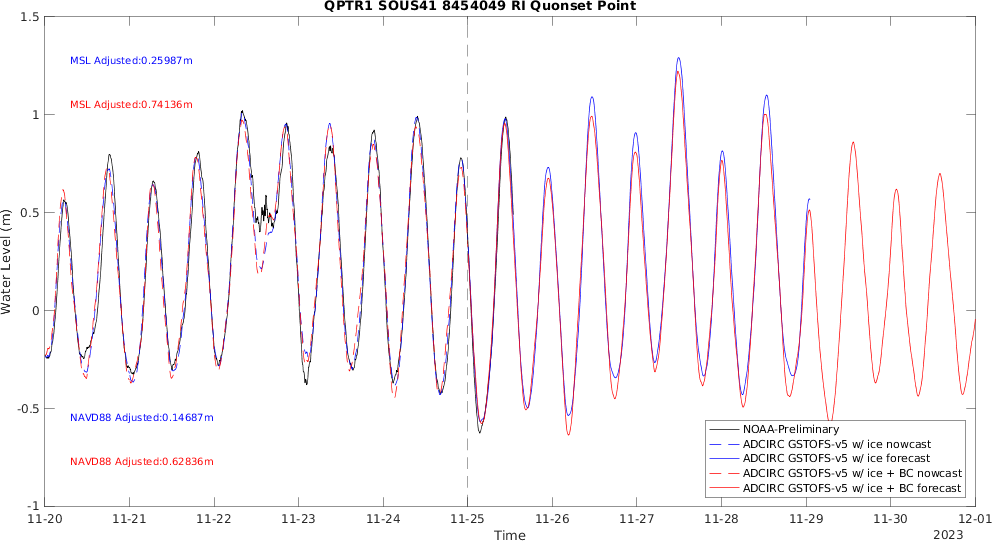 QPTR1 SOUS41 8454049 RI Quonset Point
1.5
1
0.5
0
-0.5
-1
Water Level (m)
MSL Adjusted:0.25987m
MSL Adjusted:0.74136m
NAVD88 Adjusted:0.14687m
NAVD88 Adjusted:0.62836m
NOAA-Preliminary
ADCIRC GSTOFS-v5 w/ ice nowcast
ADCIRC GSTOFS-v5 w/ ice forecast
ADCIRC GSTOFS-v5 w/ ice + BC nowcast
ADCIRC GSTOFS-v5 w/ ice + BC forecast
11-20 11-21 11-22 11-23 11-24 11-25 11-26 11-27 11-28 11-29 11-30 12-01
Time
2023